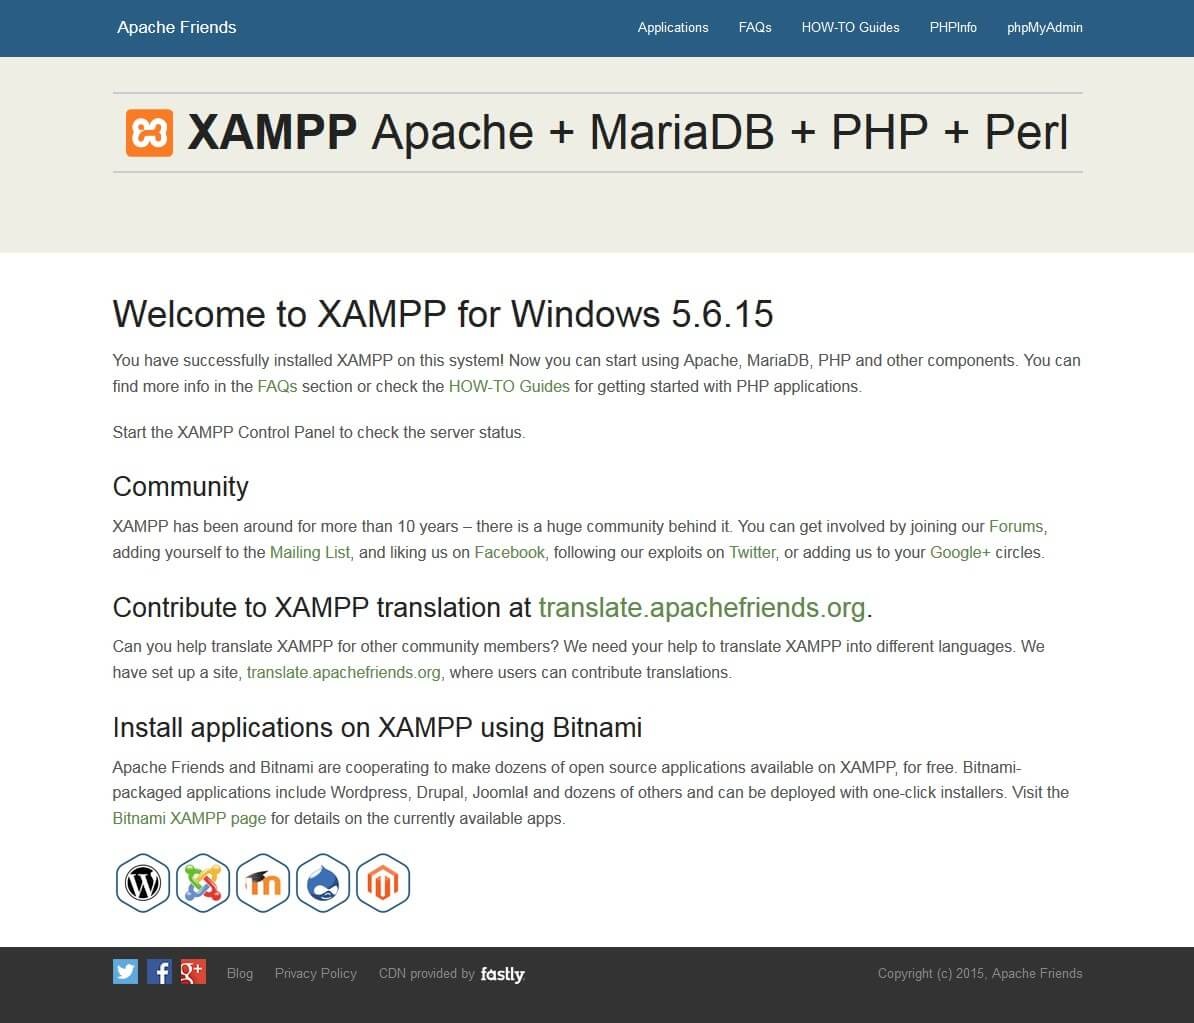 Apache Friends
Applications FAQs HOW-TO Guides PHPInfo phpMyAdmin
XAMPP Apache + MariaDB + PHP + Perl
Welcome to XAMPP for Windows 5.6.15
You have successfully installed XAMPP on this system! Now you can start using Apache, MariaDB, PHP and other components. You can
find more info in the FAQs section or check the HOW-TO Guides for getting started with PHP applications.
Start the XAMPP Control Panel to check the server status.
Community
XAMPP has been around for more than 10 years – there is a huge community behind it. You can get involved by joining our Forums,
adding yourself to the Mailing List, and liking us on Facebook, following our exploits on Twitter, or adding us to your Google+ circles.
Contribute to XAMPP translation at translate.apachefriends.org.
Can you help translate XAMPP for other community members? We need your help to translate XAMPP into different languages. We
have set up a site, translate.apachefriends.org, where users can contribute translations.
Install applications on XAMPP using Bitnami
Apache Friends and Bitnami are cooperating to make dozens of open source applications available on XAMPP, for free. Bitnami-
packaged applications include Wordpress, Drupal, Joomla! and dozens of others and can be deployed with one-click installers. Visit the
Bitnami XAMPP page for details on the currently available apps.
Blog Privacy Policy CDN provided by fastly
Copyright (c) 2015, Apache Friends